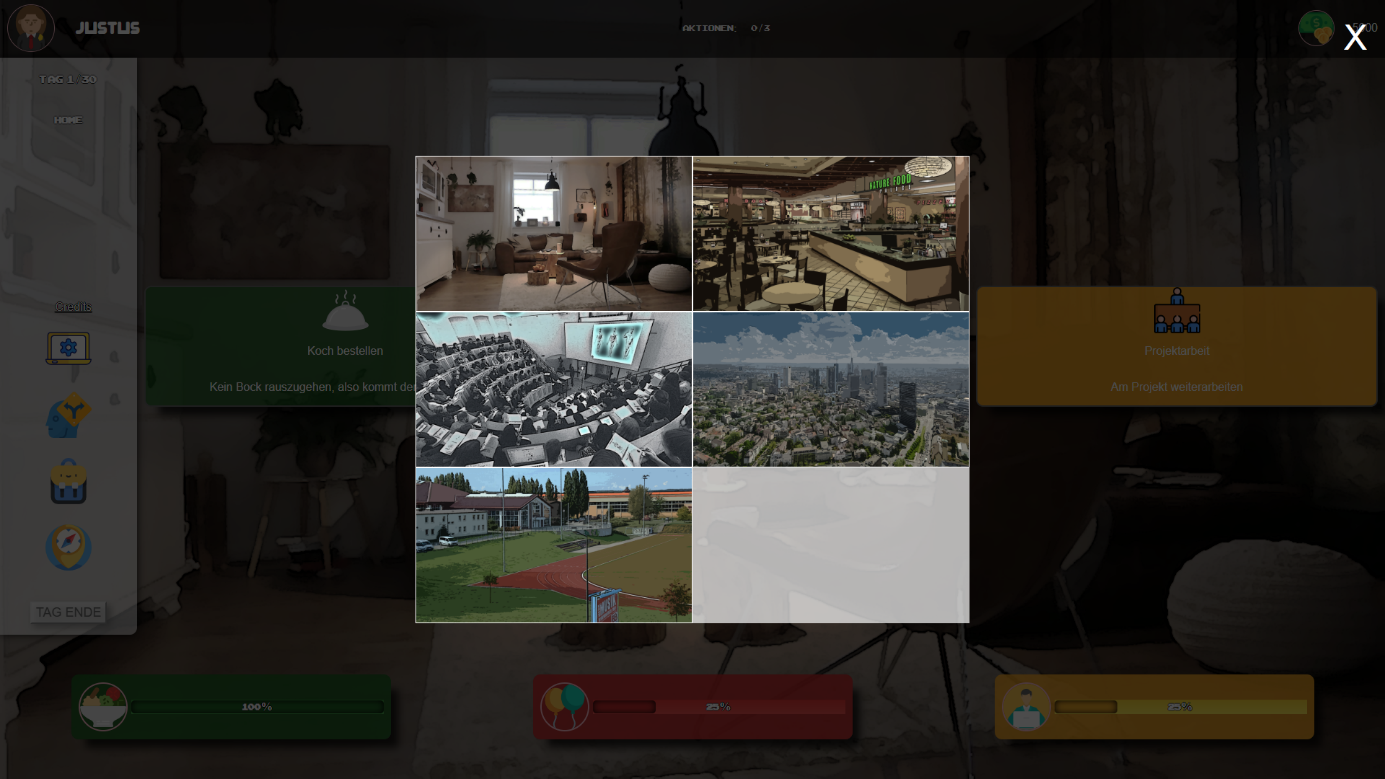 JUSTUS
AKTIONEN: 0/3
X
TAG 1/30
HOME
Credits
TAG ENDE
Koch bestellen
Kein Bock rauszugehen, also kommt der
Projektarbeit
Am Projekt weiterarbeiten
NATURE FOOD
100%
25%
25%